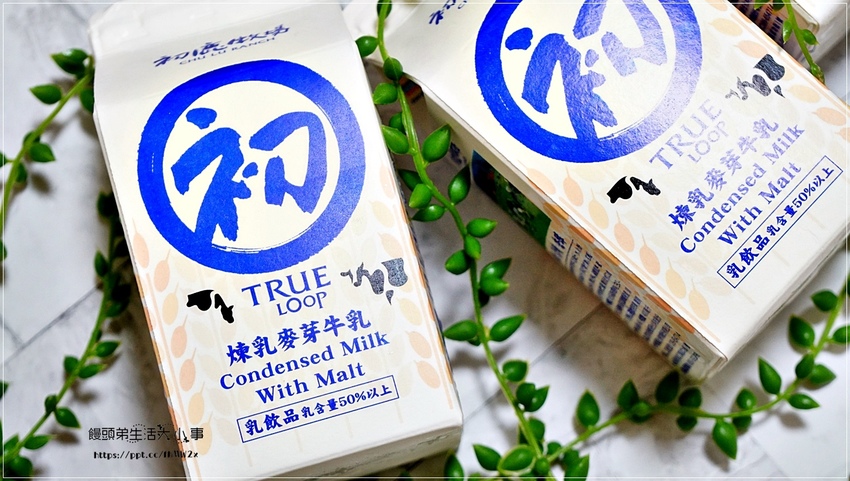 初鹿牧場
CHU LU RANCH
初
TRUE
LOOP
煉乳麥芽牛乳
Condensed Milk
With Malt
乳飲品乳含量50%以上
初
TRUE
LOOP
煉乳麥芽牛乳
Condensed Milk
With Malt
乳飲品乳含量50%以上
饅頭弟生活大小事